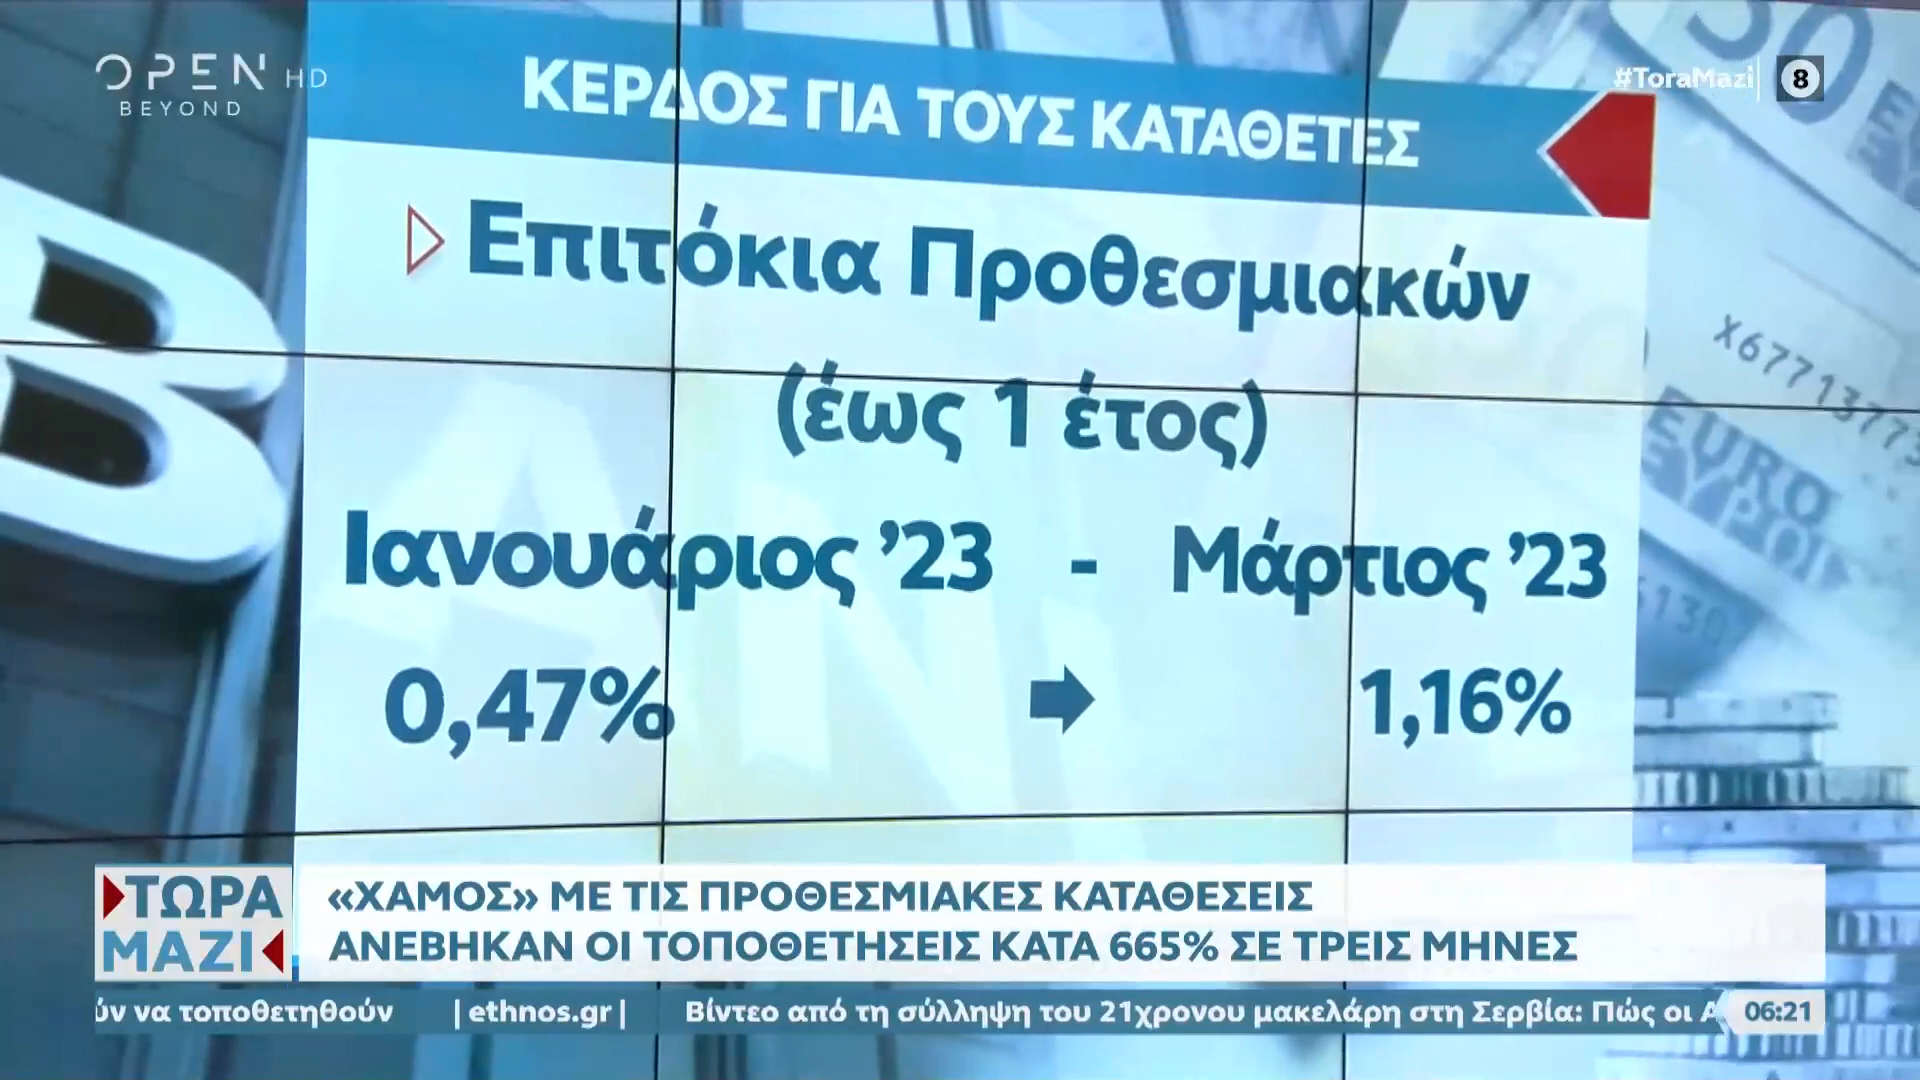 OPEN HD
BEYOND
#ToraMazi
8
ΚΕΡΔΟΣ ΓΙΑ ΤΟΥΣ ΚΑΤΑΘΕΤΕΣ
Επιτόκια Προθεσμιακών
(έως 1 έτος)
Ιανουάριος ’23 - Μάρτιος ’23
0,47% 1,16%
EURO
ΕΥΡΩ
ΤΩΡΑ
ΜΑΖΙ
«ΧΑΜΟΣ» ΜΕ ΤΙΣ ΠΡΟΘΕΣΜΙΑΚΕΣ ΚΑΤΑΘΕΣΕΙΣ
ΑΝΕΒΗΚΑΝ ΟΙ ΤΟΠΟΘΕΤΗΣΕΙΣ ΚΑΤΑ 665% ΣΕ ΤΡΕΙΣ ΜΗΝΕΣ
ύν να τοποθετηθούν | ethnos.gr | Βίντεο από τη σύλληψη του 21χρονου μακελάρη στη Σερβία: Πώς οι 06:21